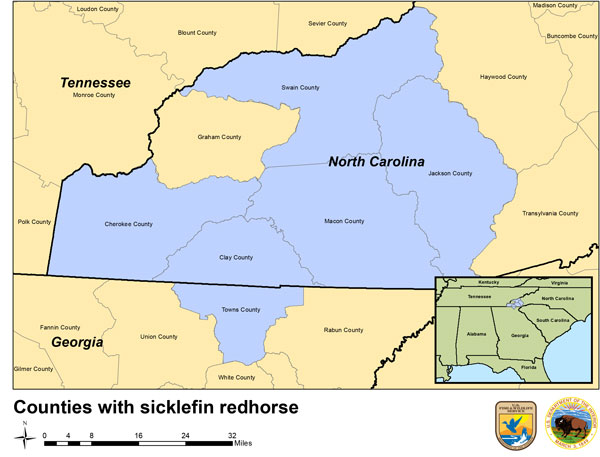 Loudon County
Sevier County
Madison County
Blount County
Buncombe County
Tennessee
Monroe County
Swain County
Haywood County
Graham County
North Carolina
Jackson County
Polk County
Cherokee County
Macon County
Transylvania County
Clay County
Towns County
Fannin County
Union County
Rabun County
Georgia
Gilmer County
White County
Kentucky
Virginia
Tennessee
North Carolina
South Carolina
Alabama
Georgia
Florida
Counties with sicklefin redhorse
N
0 4 8 16 24 32
Miles
U.S.
FISH & WILDLIFE
SERVICE
U.S. DEPARTMENT OF THE INTERIOR
MARCH 3, 1849